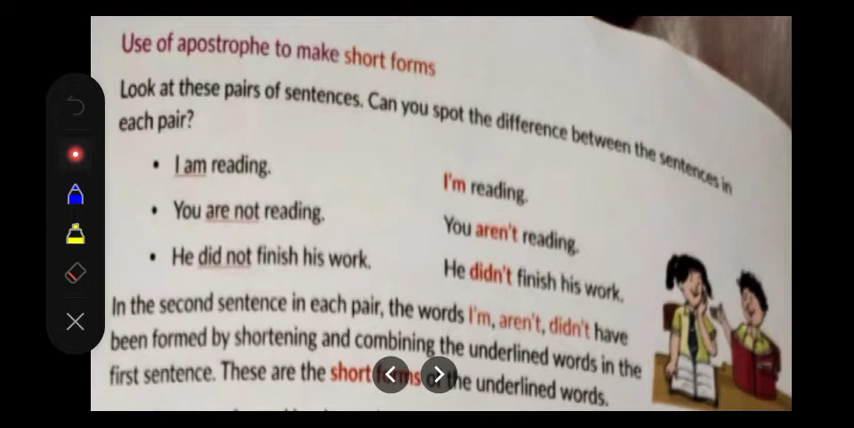 Use of apostrophe to make short forms
Look at these pairs of sentences. Can you spot the difference between the sentences in
each pair?
• I am reading. I'm reading.
• You are not reading. You aren't reading.
• He did not finish his work. He didn't finish his work.
In the second sentence in each pair, the words I'm, aren't, didn't have
been formed by shortening and combining the underlined words in the
first sentence. These are the short forms of the underlined words.